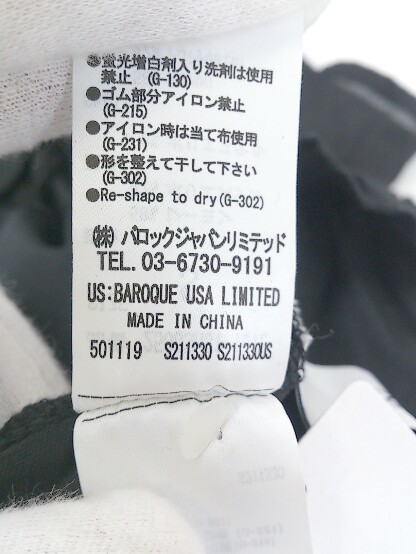 ●蛍光増白剤入り洗剤は使用
禁止 (G-130)
●ゴム部分アイロン禁止
(G-215)
●アイロン時は当て布使用
(G-231)
●形を整えて干して下さい
(G-302)
●Re-shape to dry(G-302)
㈱ バロックジャパンリミテッド
TEL. 03-6730-9191
US:BAROQUE USA LIMITED
MADE IN CHINA
501119 S211330 S211330US